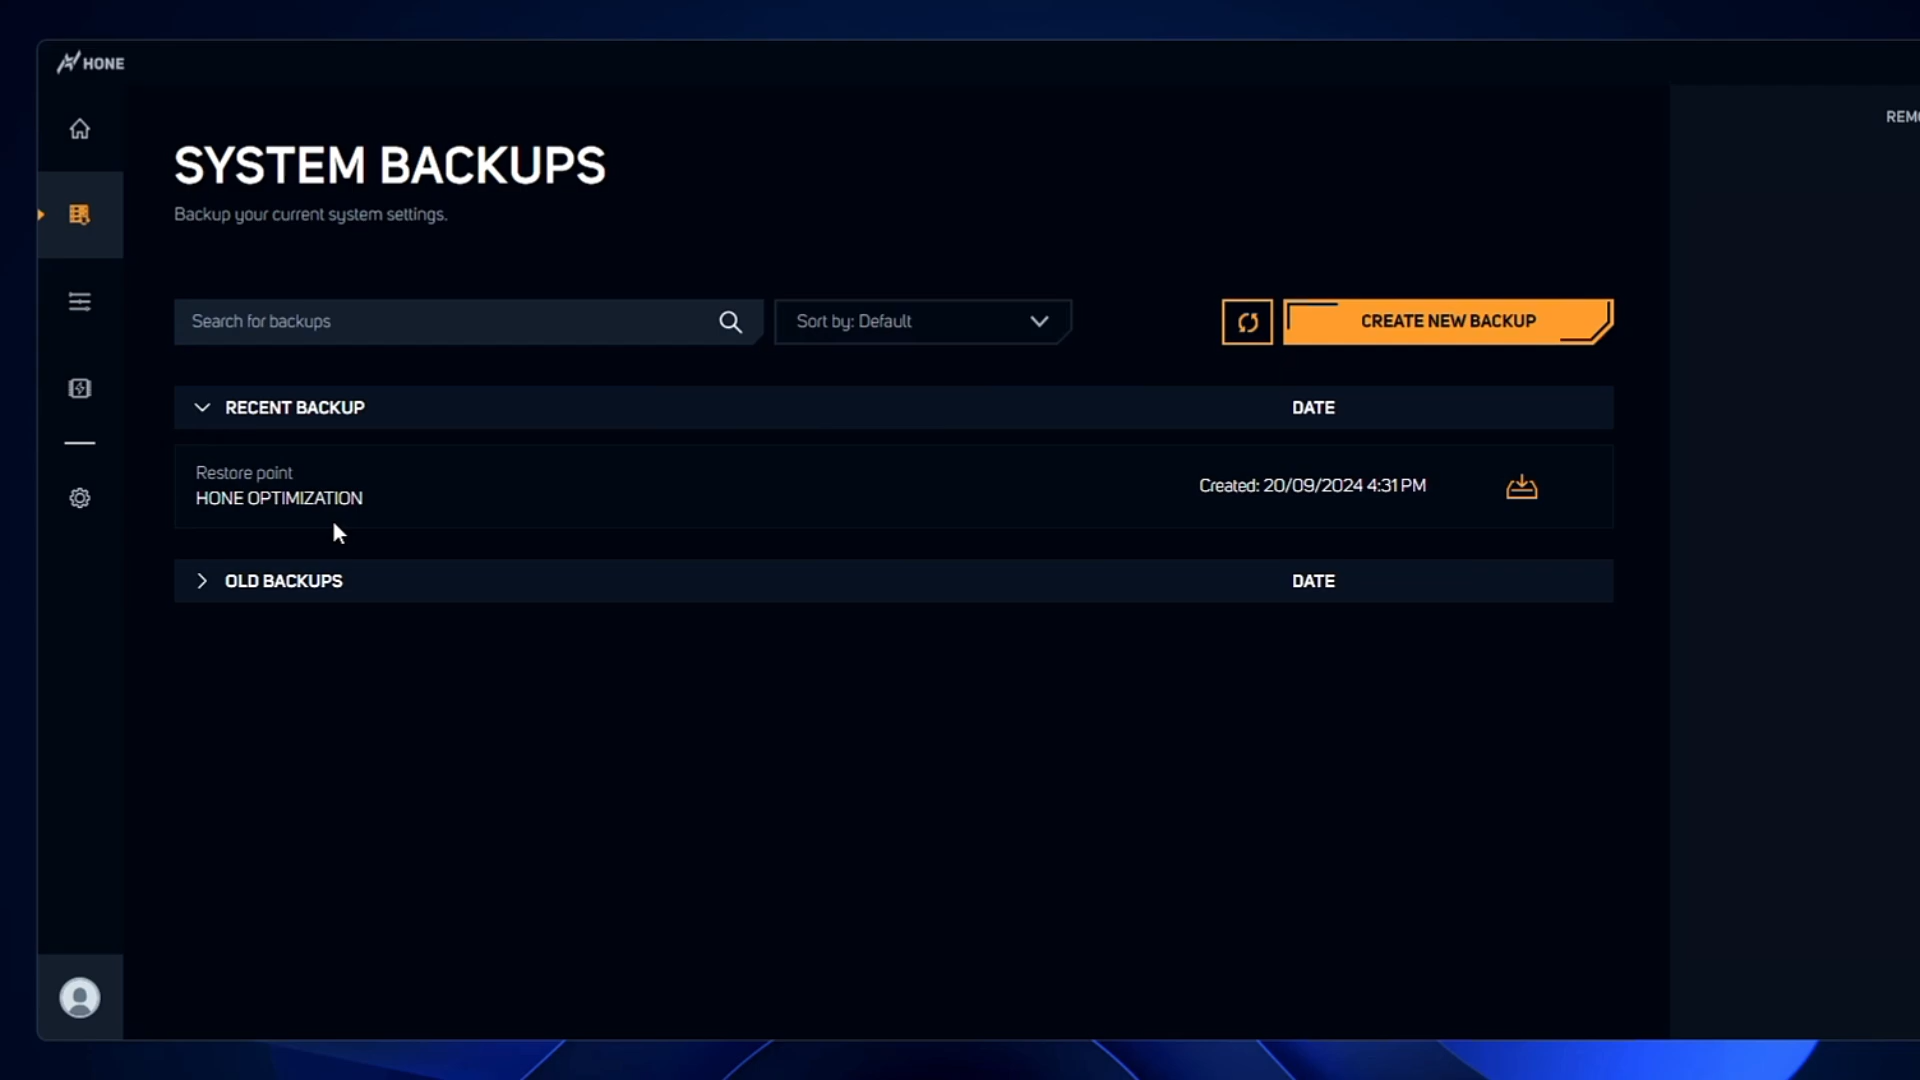 HONE
REMO
SYSTEM BACKUPS
Backup your current system settings.
Search for backups
Sort by: Default
CREATE NEW BACKUP
RECENT BACKUP
DATE
Restore point
HONE OPTIMIZATION
Created: 20/09/2024 4:31 PM
OLD BACKUPS
DATE